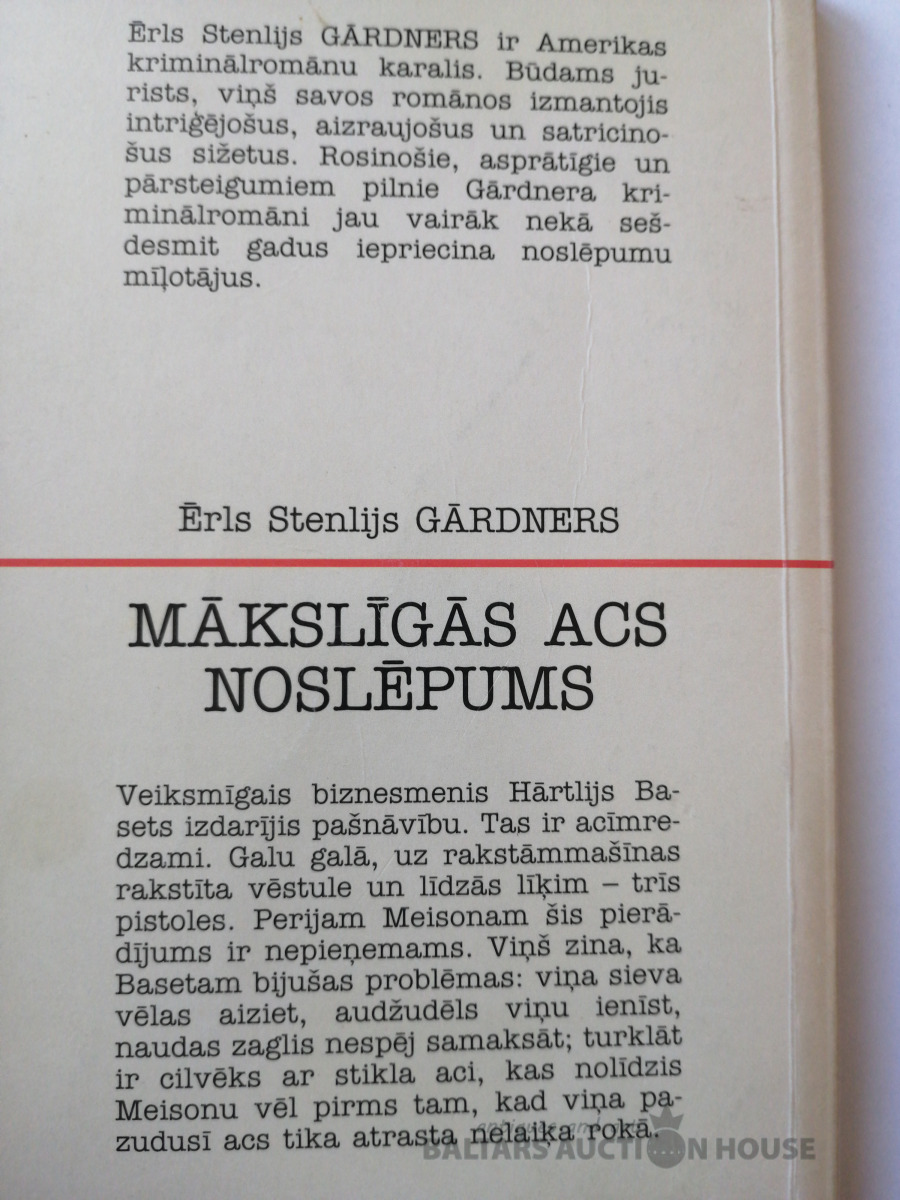 Ērls Stenlijs GĀRDNERS ir Amerikas
kriminālromānu karalis. Būdams ju-
rists, viņš savos romānos izmantojis
intriģējošus, aizraujošus un satricino-
šus sižetus. Rosinošie, asprātīgie un
pārsteigumiem pilnie Gārdnera kri-
minālromāni jau vairāk nekā seš-
desmit gadus iepriecina noslēpumu
mīļotājus.
Ērls Stenlijs GĀRDNERS
MĀKSLĪGĀS ACS
NOSLĒPUMS
Veiksmīgais biznesmenis Hārtlijs Ba-
sets izdarījis pašnāvību. Tas ir acīmre-
dzami. Galu galā, uz rakstāmmašīnas
rakstīta vēstule un līdzās līķim – trīs
pistoles. Perijam Meisonam šis pierā-
dījums ir nepieņemams. Viņš zina, ka
Basetam bijušas problēmas: viņa sieva
vēlas aiziet, audžudēls viņu ienīst,
naudas zaglis nespēj samaksāt; turklāt
ir cilvēks ar stikla aci, kas nolīdzis
Meisonu vēl pirms tam, kad viņa pa-
zudusī acs tika atrasta nelaiķa rokā.
BALTARS AUCTION HOUSE